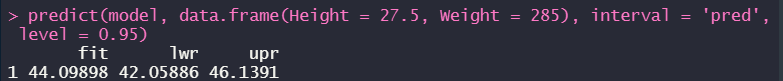 > predict(model, data.frame(Height = 27.5, Weight = 285), interval = 'pred',
level = 0.95)
fit lwr upr
1 44.09898 42.05886 46.1391